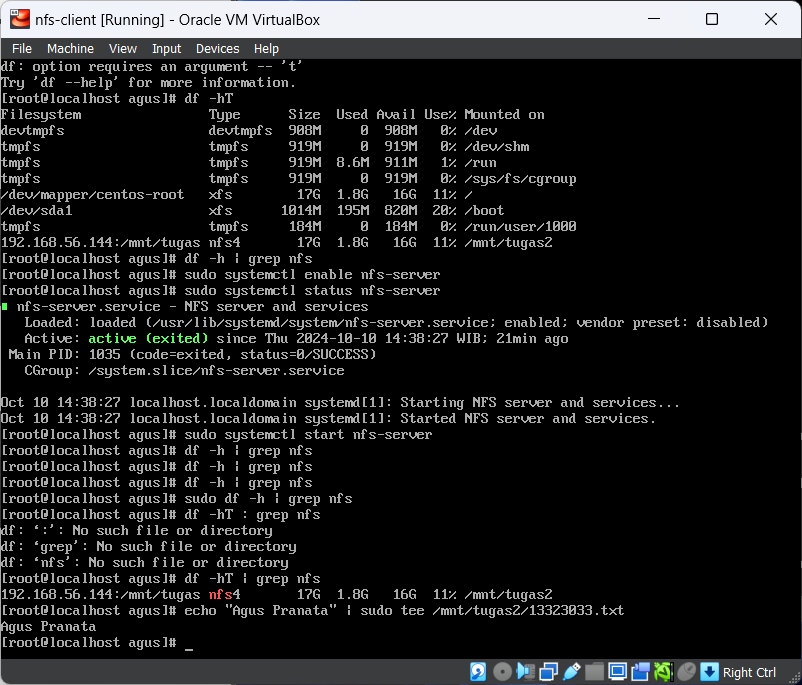 nfs-client [Running] - Oracle VM VirtualBox
File Machine View Input Devices Help
df: option requires an argument -- 't'
Try 'df --help' for more information.
[root@localhost agus]# df -hT
Filesystem Type Size Used Avail Use% Mounted on
devtmpfs devtmpfs 908M 0 908M 0% /dev
tmpfs tmpfs 919M 0 919M 0% /dev/shm
tmpfs tmpfs 919M 8.6M 911M 1% /run
tmpfs tmpfs 919M 0 919M 0% /sys/fs/cgroup
/dev/mapper/centos-root xfs 17G 1.8G 16G 11% /
/dev/sda1 xfs 1014M 195M 820M 20% /boot
tmpfs tmpfs 184M 0 184M 0% /run/user/1000
192.168.56.144:/mnt/tugas nfs4 17G 1.8G 16G 11% /mnt/tugas2
[root@localhost agus]# df -h | grep nfs
[root@localhost agus]# sudo systemctl enable nfs-server
[root@localhost agus]# sudo systemctl status nfs-server
nfs-server.service - NFS server and services
Loaded: loaded (/usr/lib/systemd/system/nfs-server.service; enabled; vendor preset: disabled)
Active: active (exited) since Thu 2024-10-10 14:38:27 WIB; 21min ago
Main PID: 1035 (code=exited, status=0/SUCCESS)
CGroup: /system.slice/nfs-server.service
Oct 10 14:38:27 localhost.localdomain systemd[1]: Starting NFS server and services...
Oct 10 14:38:27 localhost.localdomain systemd[1]: Started NFS server and services.
[root@localhost agus]# sudo systemctl start nfs-server
[root@localhost agus]# df -h | grep nfs
[root@localhost agus]# df -h | grep nfs
[root@localhost agus]# df -h | grep nfs
[root@localhost agus]# sudo df -h | grep nfs
[root@localhost agus]# df -hT : grep nfs
df: ‘:’: No such file or directory
df: ‘grep’: No such file or directory
df: ‘nfs’: No such file or directory
[root@localhost agus]# df -hT | grep nfs
192.168.56.144:/mnt/tugas nfs4 17G 1.8G 16G 11% /mnt/tugas2
[root@localhost agus]# echo "Agus Pranata" | sudo tee /mnt/tugas2/13323033.txt
Agus Pranata
[root@localhost agus]# _
Right Ctrl